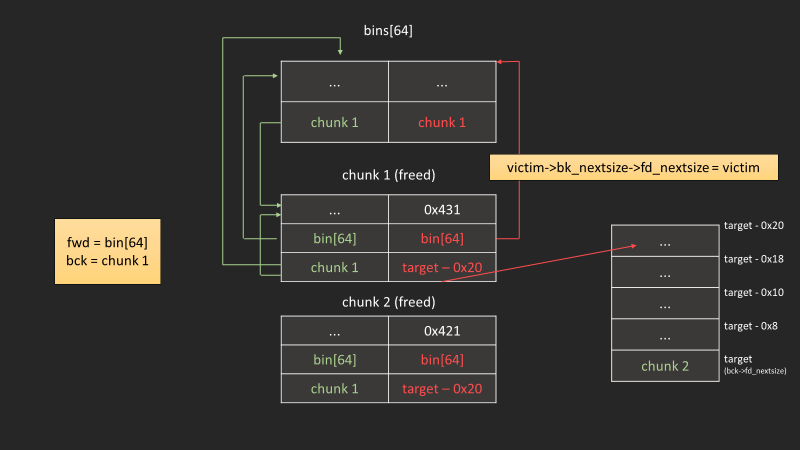 bins[64]
...	...
chunk 1	chunk 1
victim->bk_nextsize->fd_nextsize = victim
chunk 1 (freed)
...	0x431
bin[64]	bin[64]
chunk 1	target – 0x20
fwd = bin[64]
bck = chunk 1
chunk 2 (freed)
...	0x421
bin[64]	bin[64]
chunk 1	target – 0x20
...	target - 0x20
...	target - 0x18
...	target - 0x10
...	target - 0x8
chunk 2	target
(bck->fd_nextsize)